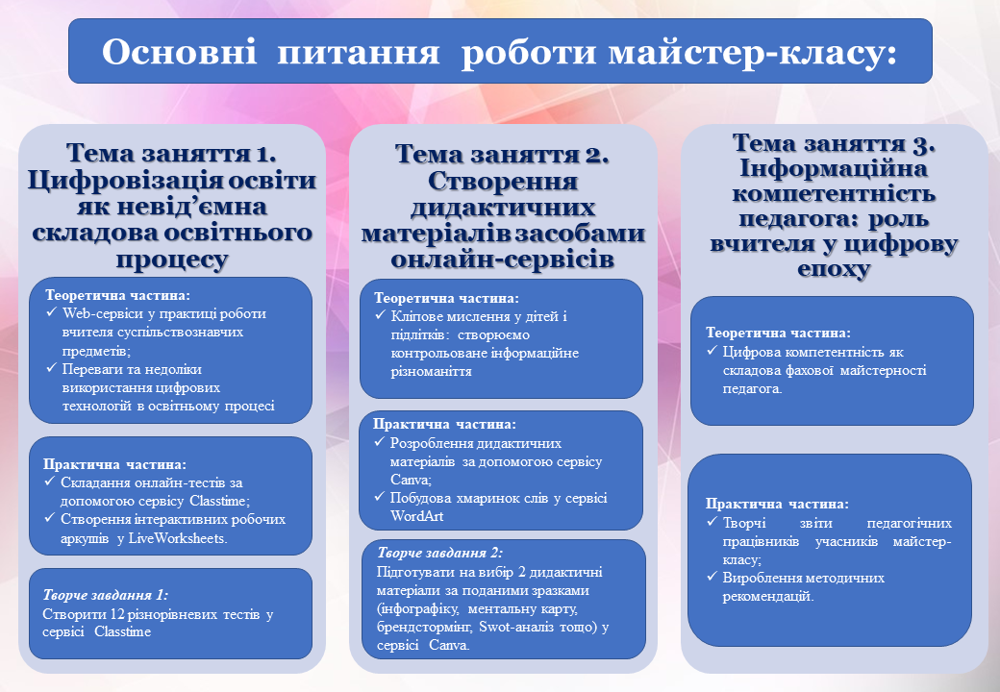 Основні питання роботи майстер-класу:
Тема заняття 1.
Цифровізація освіти
як невід’ємна
складова освітнього
процесу
Теоретична частина:
✓ Web-сервіси у практиці роботи
вчителя суспільствознавчих
предметів;
✓ Переваги та недоліки
використання цифрових
технологій в освітньому процесі
Практична частина:
✓ Складання онлайн-тестів за
допомогою сервісу Classtime;
✓ Створення інтерактивних робочих
аркушів у LiveWorksheets.
Творче завдання 1:
Створити 12 різнорівневих тестів у
сервісі Classtime
Тема заняття 2.
Створення
дидактичних
матеріалів засобами
онлайн-сервісів
Теоретична частина:
✓ Кліпове мислення у дітей і
підлітків: створюємо
контрольоване інформаційне
різноманіття
Практична частина:
✓ Розроблення дидактичних
матеріалів за допомогою сервісу
Canva;
✓ Побудова хмаринок слів у сервісі
WordArt
Творче завдання 2:
Підготувати на вибір 2 дидактичні
матеріали за поданими зразками
(інфографіку, ментальну карту,
брендстормінг, Swot-аналіз тощо) у
сервісі Canva.
Тема заняття 3.
Інформаційна
компетентність
педагога: роль
вчителя у цифрову
епоху
Теоретична частина:
✓ Цифрова компетентність як
складова фахової майстерності
педагога.
Практична частина:
✓ Творчі звіти педагогічних
працівників учасників майстер-
класу;
✓ Вироблення методичних
рекомендацій.